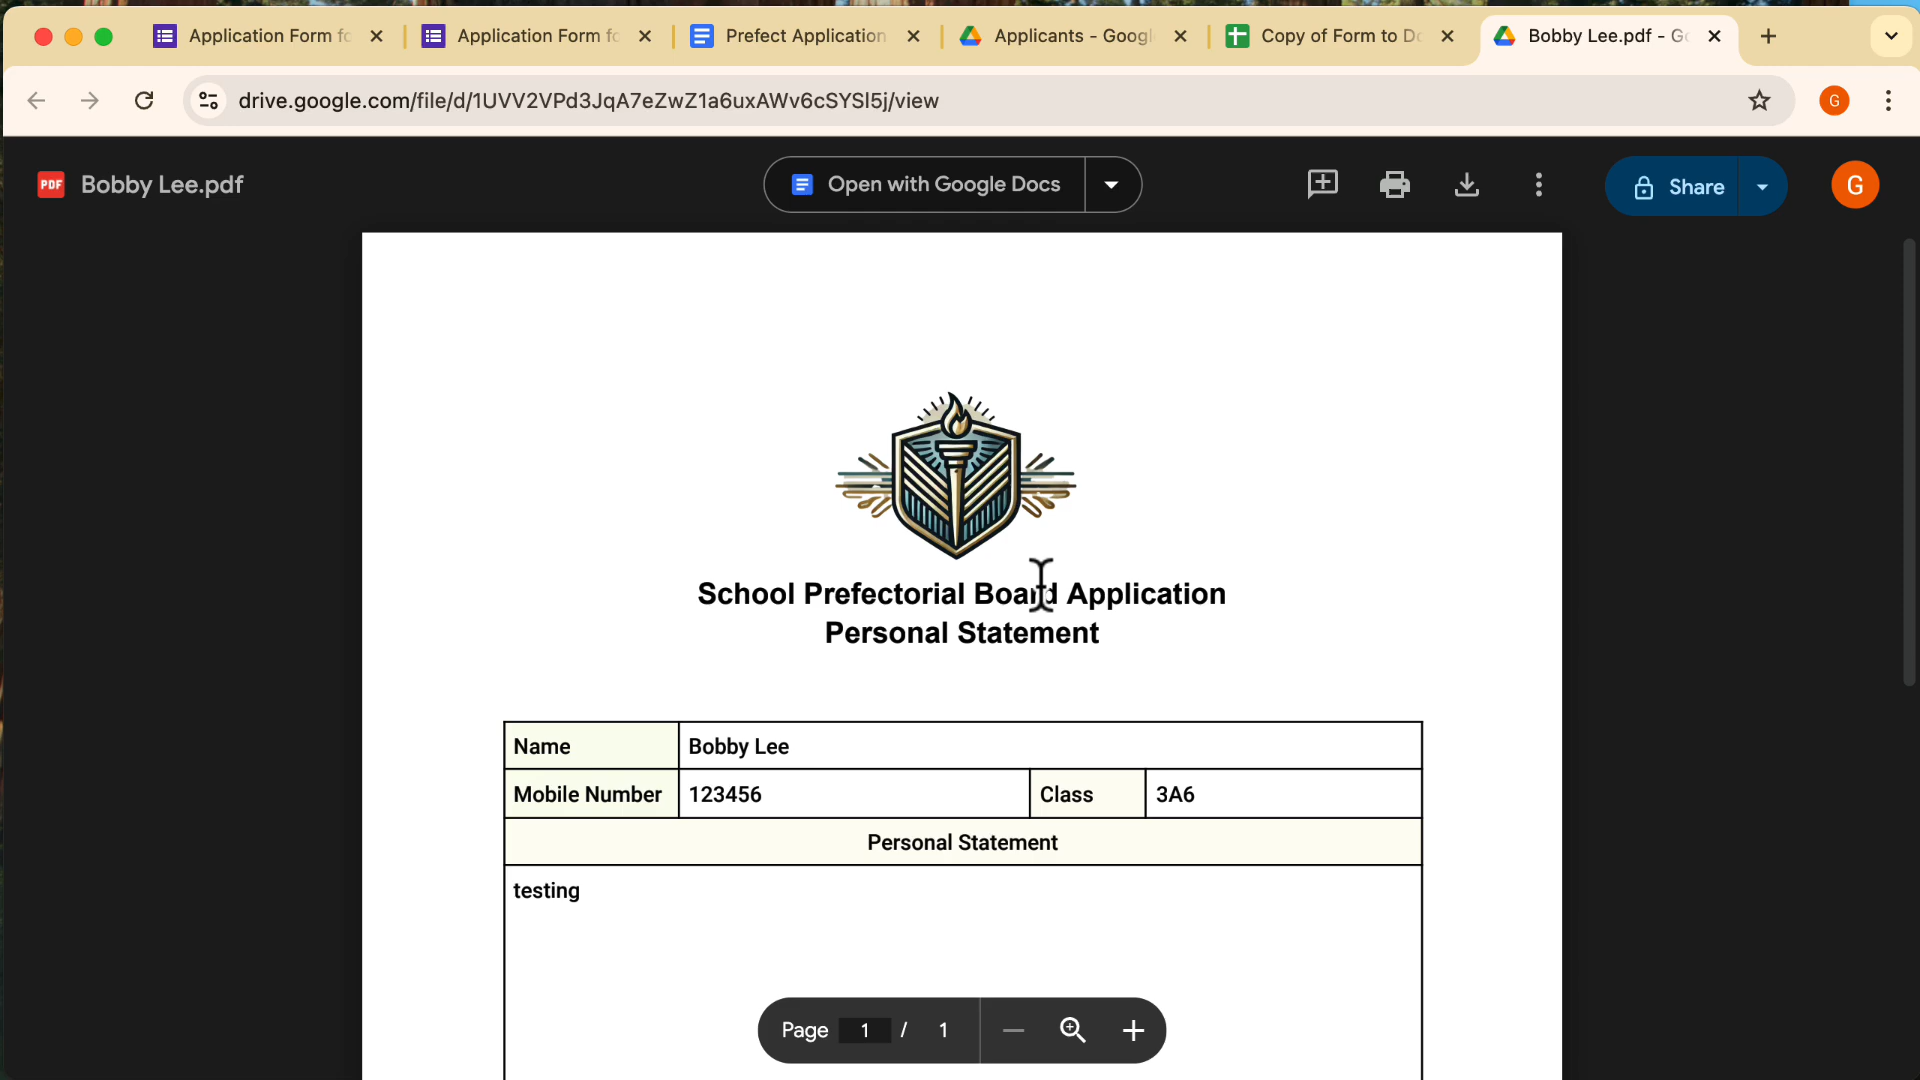 Application Form fo
Application Form fo
Prefect Application
Applicants - Googl
Copy of Form to Do
Bobby Lee.pdf - Go
drive.google.com/file/d/1UVV2VPd3JqA7eZwZ1a6uxAWv6cSYSI5j/view
G
PDF Bobby Lee.pdf
Open with Google Docs
Share
G
School Prefectorial Board Application
Personal Statement
Name Bobby Lee
Mobile Number 123456 Class 3A6
Personal Statement
testing
Page 1 / 1